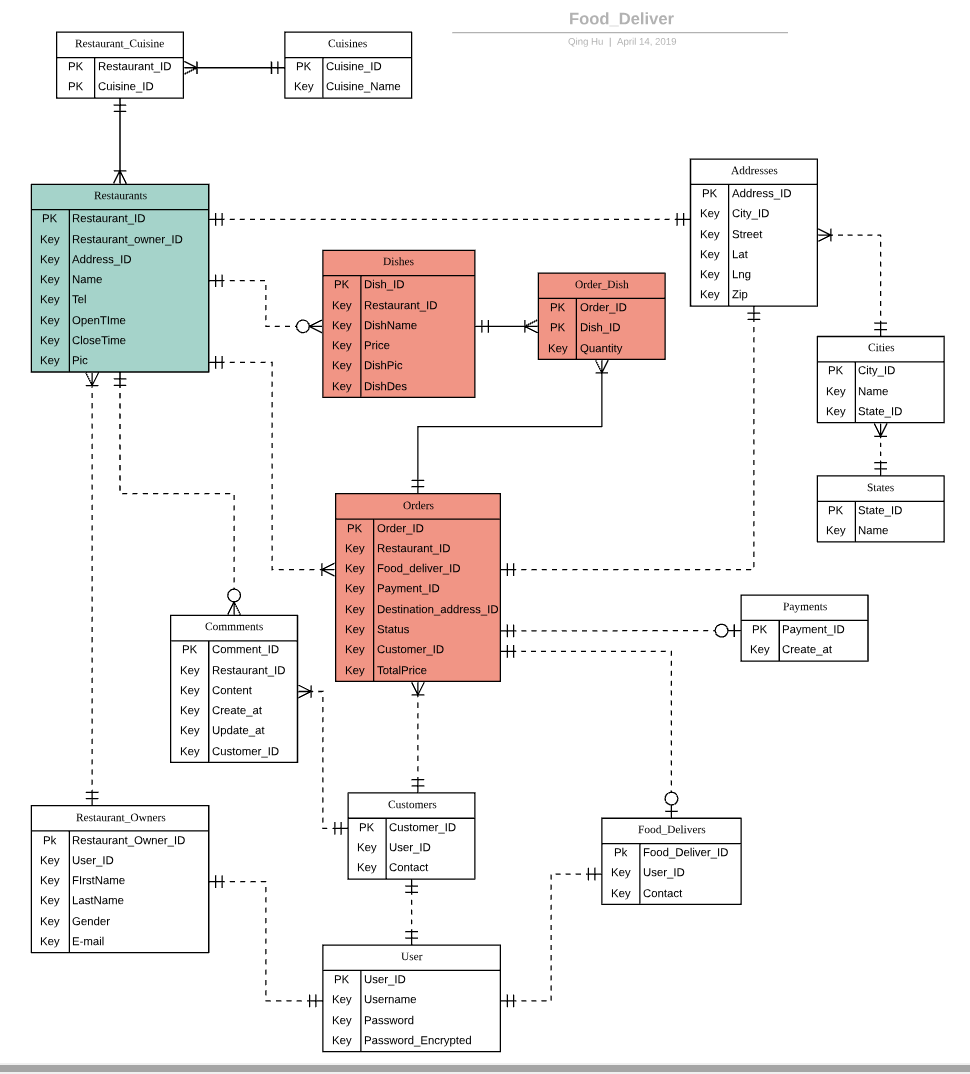 Food_Deliver
Qing Hu | April 14, 2019
Restaurant_Cuisine
PK Restaurant_ID
PK Cuisine_ID
Cuisines
PK Cuisine_ID
Key Cuisine_Name
Restaurants
PK Restaurant_ID
Key Restaurant_owner_ID
Key Address_ID
Key Name
Key Tel
Key OpenTIme
Key CloseTime
Key Pic
Addresses
PK Address_ID
Key City_ID
Key Street
Key Lat
Key Lng
Key Zip
Dishes
PK Dish_ID
Key Restaurant_ID
Key DishName
Key Price
Key DishPic
Key DishDes
Order_Dish
PK Order_ID
PK Dish_ID
Key Quantity
Cities
PK City_ID
Key Name
Key State_ID
States
PK State_ID
Key Name
Orders
PK Order_ID
Key Restaurant_ID
Key Food_deliver_ID
Key Payment_ID
Key Destination_address_ID
Key Status
Key Customer_ID
Key TotalPrice
Payments
PK Payment_ID
Key Create_at
Commments
PK Comment_ID
Key Restaurant_ID
Key Content
Key Create_at
Key Update_at
Key Customer_ID
Restaurant_Owners
Pk Restaurant_Owner_ID
Key User_ID
Key FIrstName
Key LastName
Key Gender
Key E-mail
Customers
PK Customer_ID
Key User_ID
Key Contact
Food_Delivers
Pk Food_Deliver_ID
Key User_ID
Key Contact
User
PK User_ID
Key Username
Key Password
Key Password_Encrypted